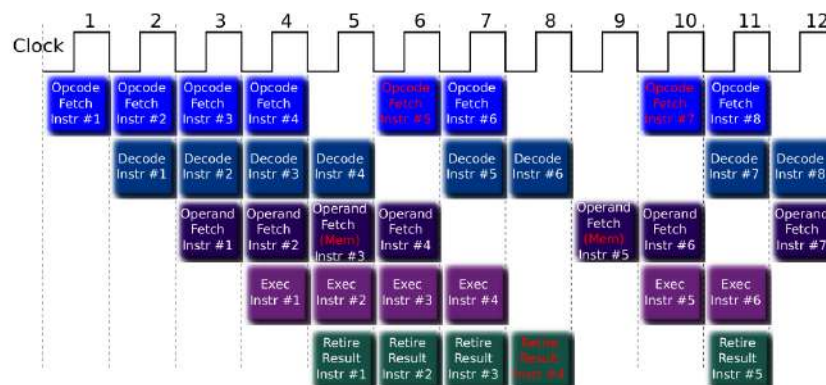 1 2 3 4 5 6 7 8 9 10 11 12
Clock
Opcode Fetch Instr #1
Opcode Fetch Instr #2
Opcode Fetch Instr #3
Opcode Fetch Instr #4
Opcode Fetch Instr #5
Opcode Fetch Instr #6
Opcode Fetch Instr #7
Opcode Fetch Instr #8
Decode Instr #1
Decode Instr #2
Decode Instr #3
Decode Instr #4
Decode Instr #5
Decode Instr #6
Decode Instr #7
Decode Instr #8
Operand Fetch Instr #1
Operand Fetch Instr #2
Operand Fetch (Mem) Instr #3
Operand Fetch Instr #4
Operand Fetch (Mem) Instr #5
Operand Fetch Instr #6
Operand Fetch Instr #7
Exec Instr #1
Exec Instr #2
Exec Instr #3
Exec Instr #4
Exec Instr #5
Exec Instr #6
Retire Result Instr #1
Retire Result Instr #2
Retire Result Instr #3
Retire Result Instr #4
Retire Result Instr #5